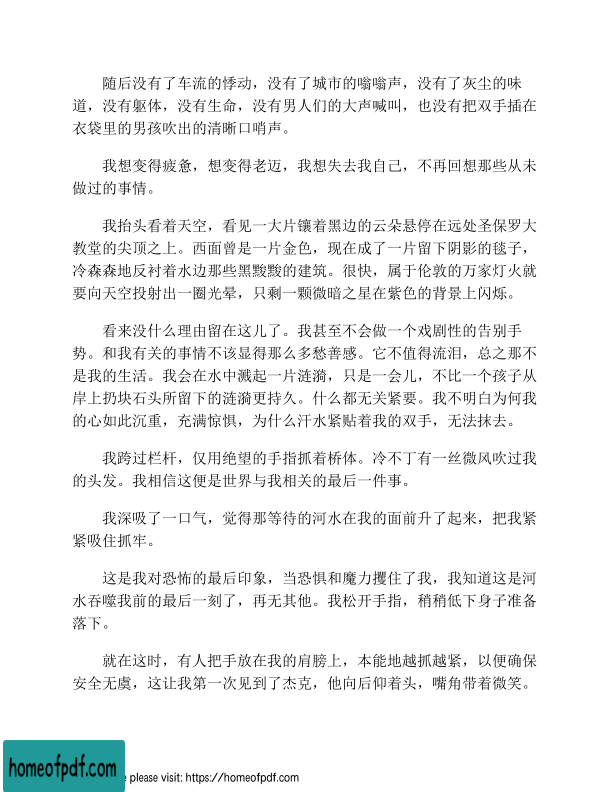 随后没有了车流的悸动，没有了城市的嗡嗡声，没有了灰尘的味
道，没有躯体，没有生命，没有男人们的大声喊叫，也没有把双手插在
衣袋里的男孩吹出的清晰口哨声。
我想变得疲惫，想变得老迈，我想失去我自己，不再回想那些从未
做过的事情。
我抬头看着天空，看见一大片镶着黑边的云朵悬停在远处圣保罗大
教堂的尖顶之上。西面曾是一片金色，现在成了一片留下阴影的毯子，
冷森森地反衬着水边那些黑黢黢的建筑。很快，属于伦敦的万家灯火就
要向天空投射出一圈光晕，只剩一颗微暗之星在紫色的背景上闪烁。
看来没什么理由留在这儿了。我甚至不会做一个戏剧性的告别手
势。和我有关的事情不该显得那么多愁善感。它不值得流泪，总之那不
是我的生活。我会在水中溅起一片涟漪，只是一会儿，不比一个孩子从
岸上扔块石头所留下的涟漪更持久。什么都无关紧要。我不明白为何我
的心如此沉重，充满惊惧，为什么汗水紧贴着我的双手，无法抹去。
我跨过栏杆，仅用绝望的手指抓着桥体。冷不丁有一丝微风吹过我
的头发。我相信这便是世界与我相关的最后一件事。
我深吸了一口气，觉得那等待的河水在我的面前升了起来，把我紧
紧吸住抓牢。
这是我对恐怖的最后印象，当恐惧和魔力攫住了我，我知道这是河
水吞噬我前的最后一刻了，再无其他。我松开手指，稍稍低下身子准备
落下。
就在这时，有人把手放在我的肩膀上，本能地越抓越紧，以便确保
安全无虞，这让我第一次见到了杰克，他向后仰着头，嘴角带着微笑。
homeofpdf.com
e please visit: https://homeofpdf.com